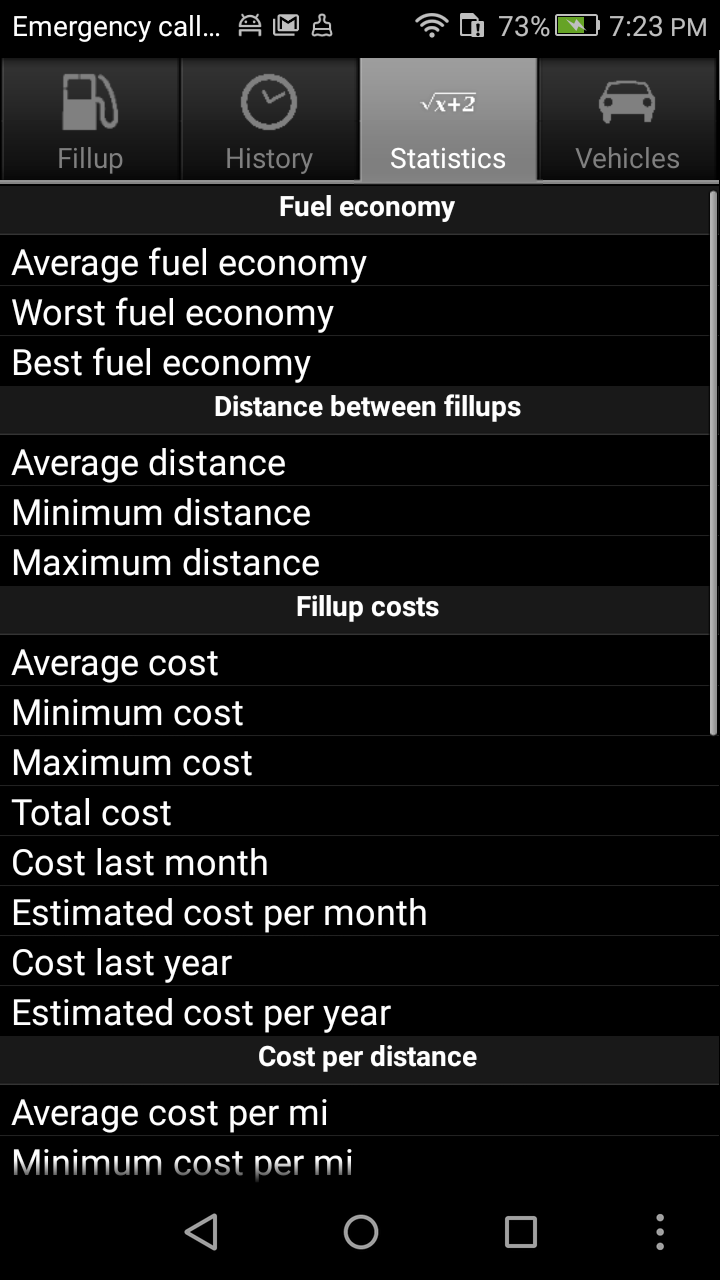 Emergency call... 73% 7:23 PM
Fillup History √x+2 Statistics Vehicles
Fuel economy
Average fuel economy
Worst fuel economy
Best fuel economy
Distance between fillups
Average distance
Minimum distance
Maximum distance
Fillup costs
Average cost
Minimum cost
Maximum cost
Total cost
Cost last month
Estimated cost per month
Cost last year
Estimated cost per year
Cost per distance
Average cost per mi
Minimum cost per mi